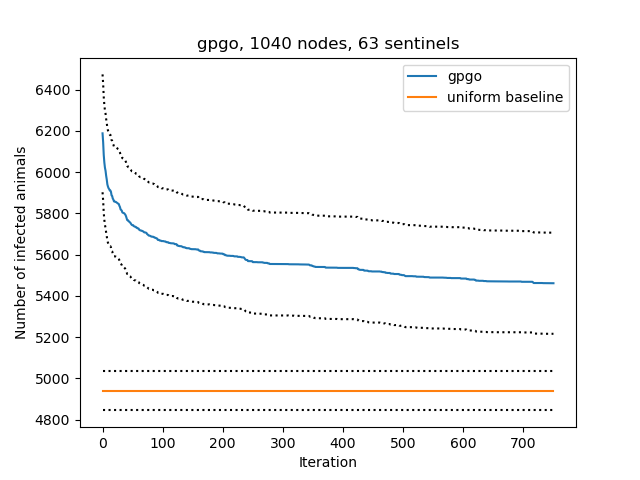 gpgo, 1040 nodes, 63 sentinels
gpgo
uniform baseline
Number of infected animals
6400
6200
6000
5800
5600
5400
5200
5000
4800
0 100 200 300 400 500 600 700
Iteration